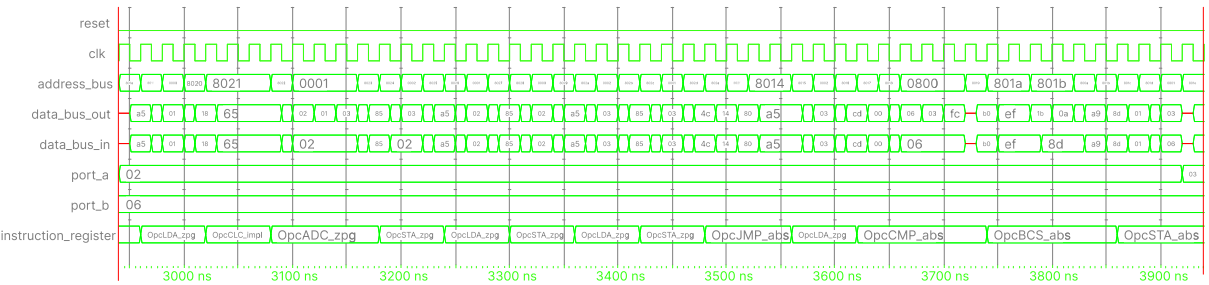 reset
clk
address_bus 8020 8021 0001 8014 0800 801a 801b
data_bus_out a5 01 18 65 02 01 03 85 03 a5 02 85 02 a5 03 85 03 4c 14 80 a5 03 cd 00 06 03 fc b0 ef 1b 0a a9 8d 01 03
data_bus_in a5 01 18 65 02 85 02 a5 02 85 02 a5 03 85 03 4c 14 80 a5 03 cd 00 06 b0 ef 8d a9 8d 01 06
port_a 02 03
port_b 06
instruction_register OpcLDA_zpg OpcCLC_impl OpcADC_zpg OpcSTA_zpg OpcLDA_zpg OpcSTA_zpg OpcLDA_zpg OpcSTA_zpg OpcJMP_abs OpcLDA_zpg OpcCMP_abs OpcBCS_abs OpcSTA_abs
3000 ns 3100 ns 3200 ns 3300 ns 3400 ns 3500 ns 3600 ns 3700 ns 3800 ns 3900 ns